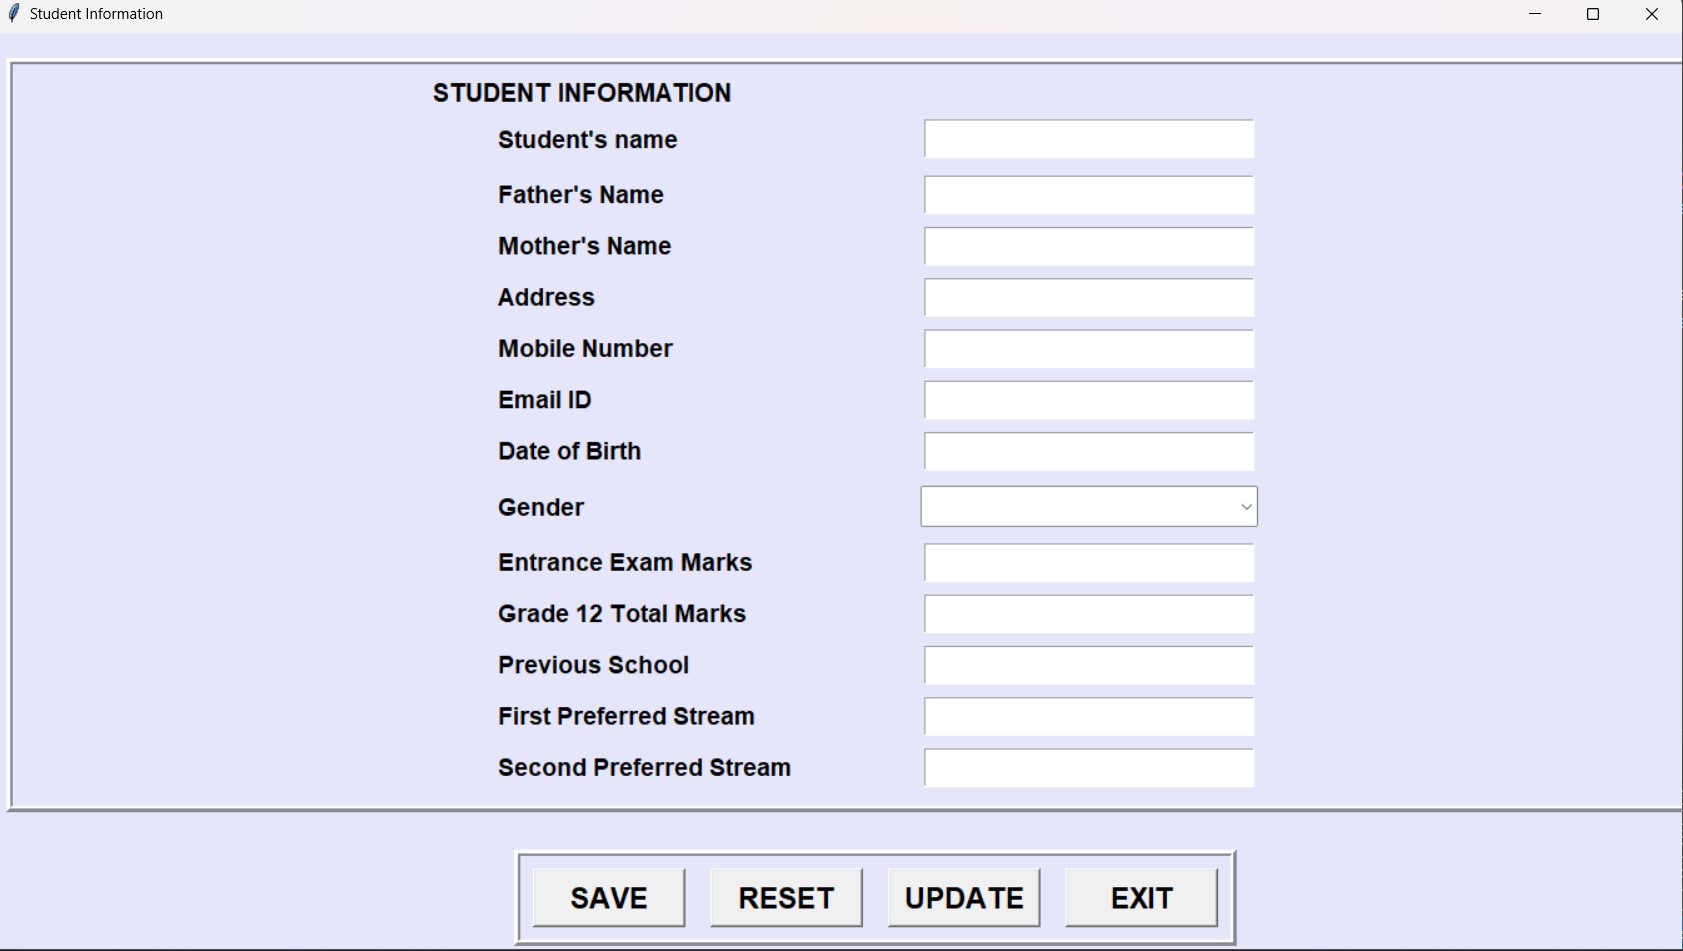 Student Information
STUDENT INFORMATION
Student's name
Father's Name
Mother's Name
Address
Mobile Number
Email ID
Date of Birth
Gender
Entrance Exam Marks
Grade 12 Total Marks
Previous School
First Preferred Stream
Second Preferred Stream
SAVE RESET UPDATE EXIT